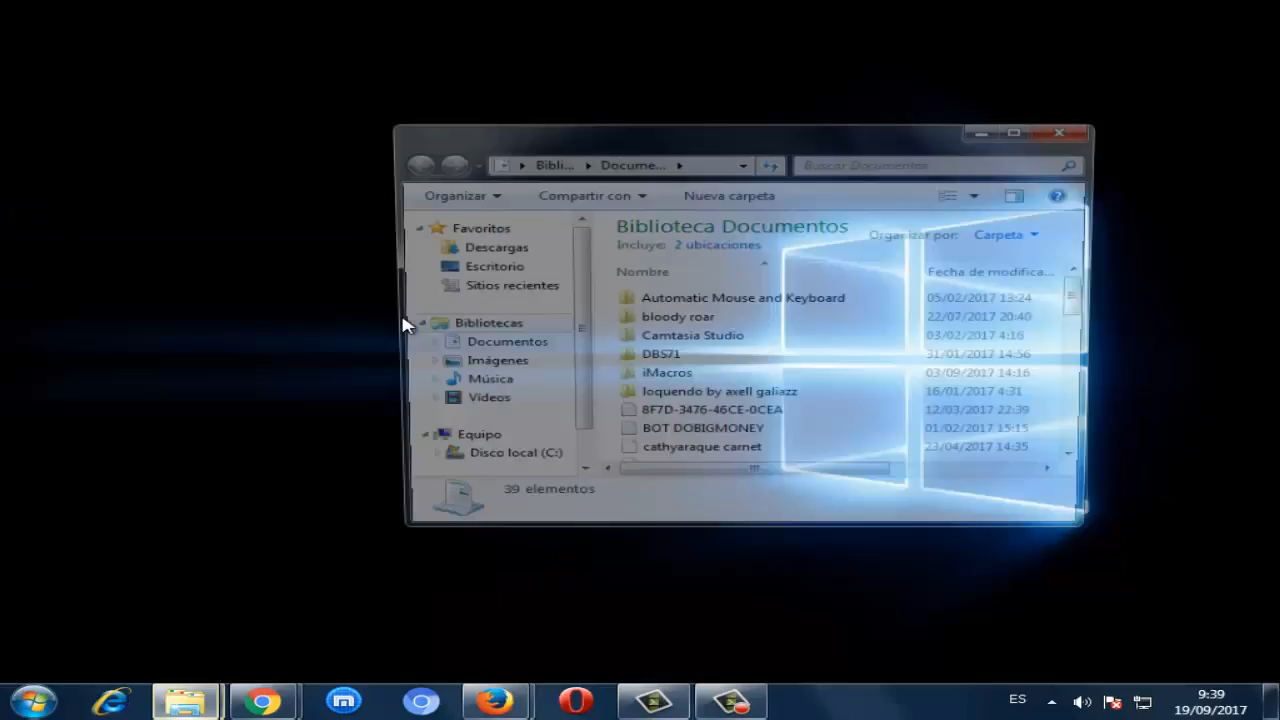 Bibli... Docume... Buscar Documentos
Organizar Compartir con Nueva carpeta
Favoritos
Descargas
Escritorio
Sitios recientes
Bibliotecas
Documentos
Imágenes
Música
Vídeos
Equipo
Disco local (C:)
Biblioteca Documentos
Incluye: 2 ubicaciones
Organizar por: Carpeta
Nombre Fecha de modifica...
Automatic Mouse and Keyboard 05/02/2017 13:24
bloody roar 22/07/2017 20:40
Camtasia Studio 03/02/2017 4:16
DBS71 31/01/2017 14:56
iMacros 03/09/2017 14:16
loquendo by axell galiazz 16/01/2017 4:31
8F7D-3476-46CE-0CEA 12/03/2017 22:39
BOT DOBIGMONEY 01/02/2017 15:15
cathyaraque carnet 23/04/2017 14:35
39 elementos
ES
9:39
19/09/2017